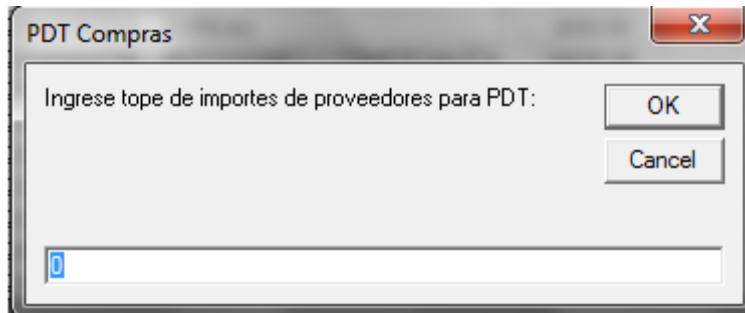 PDT Compras
Ingrese tope de importes de proveedores para PDT:
OK
Cancel
0